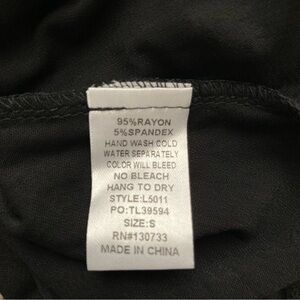 95%RAYON
5%SPANDEX
HAND WASH COLD
WATER SEPARATELY
COLOR WILL BLEED
NO BLEACH
HANG TO DRY
STYLE:L5011
PO:TL39594
SIZE:S
RN#130733
MADE IN CHINA